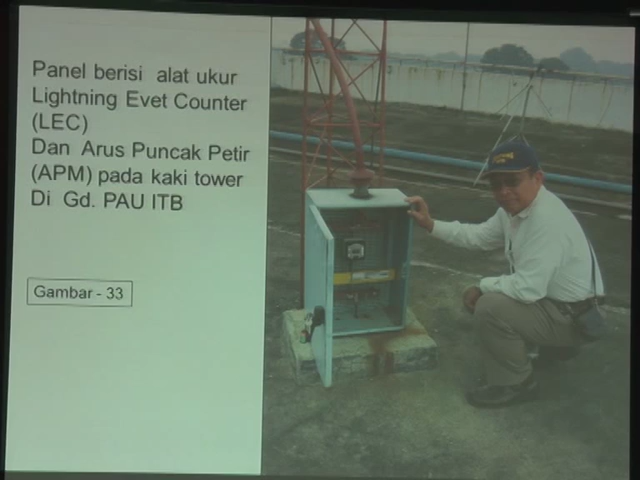 Panel berisi alat ukur
Lightning Evet Counter
(LEC)
Dan Arus Puncak Petir
(APM) pada kaki tower
Di Gd. PAU ITB
Gambar - 33